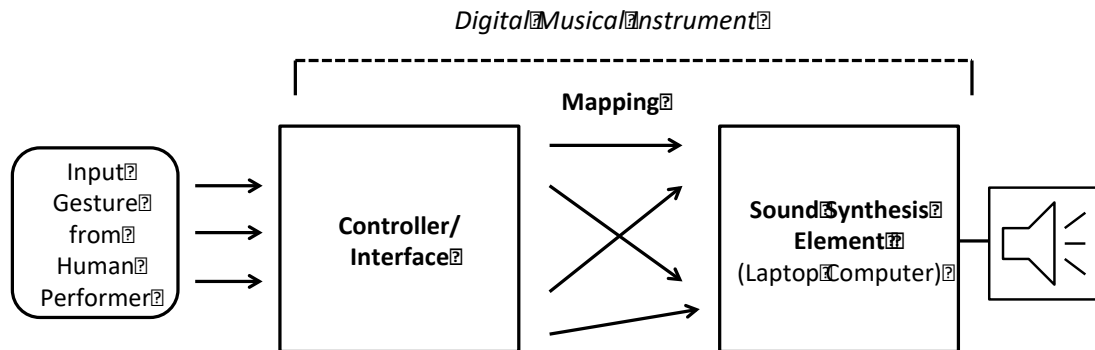 Digital Musical Instrument
Mapping
Input
Gesture
from
Human
Performer
Controller/
Interface
Sound Synthesis
Element
(Laptop Computer)